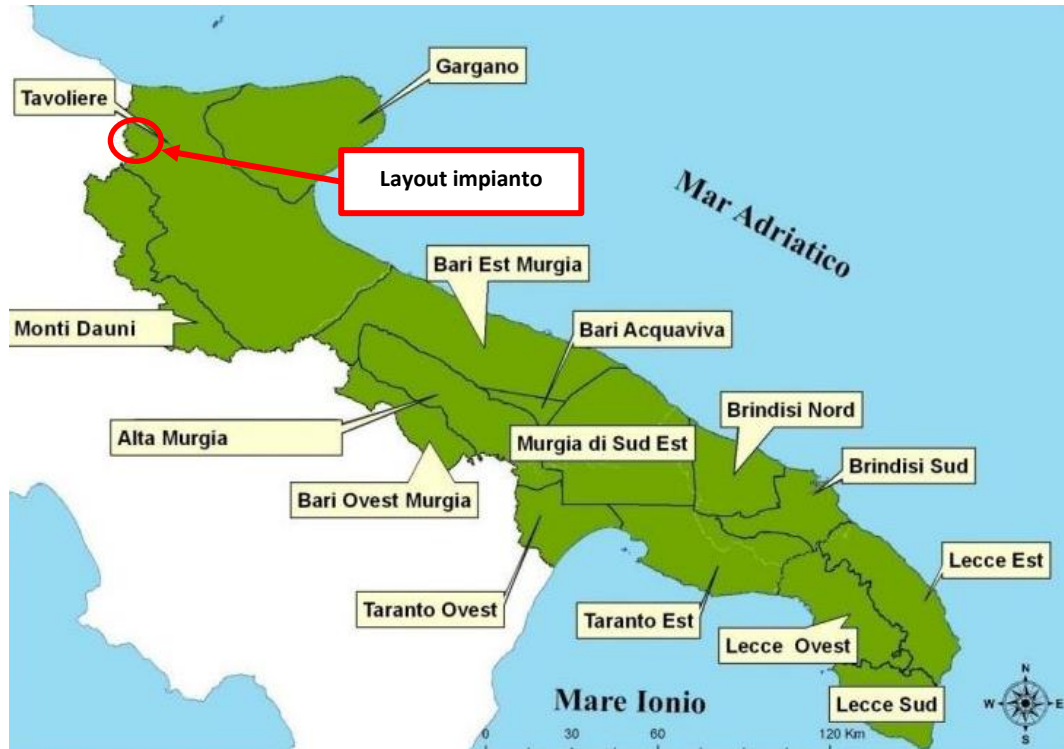 Gargano
Tavoliere
Layout impianto
Mar Adriatico
Bari Est Murgia
Monti Dauni
Bari Acquaviva
Brindisi Nord
Alta Murgia
Murgia di Sud Est
Brindisi Sud
Bari Ovest Murgia
Lecce Est
Taranto Ovest
Taranto Est
Lecce Ovest
N
W E
S
Mare Ionio
Lecce Sud
0 30 60 120 Km